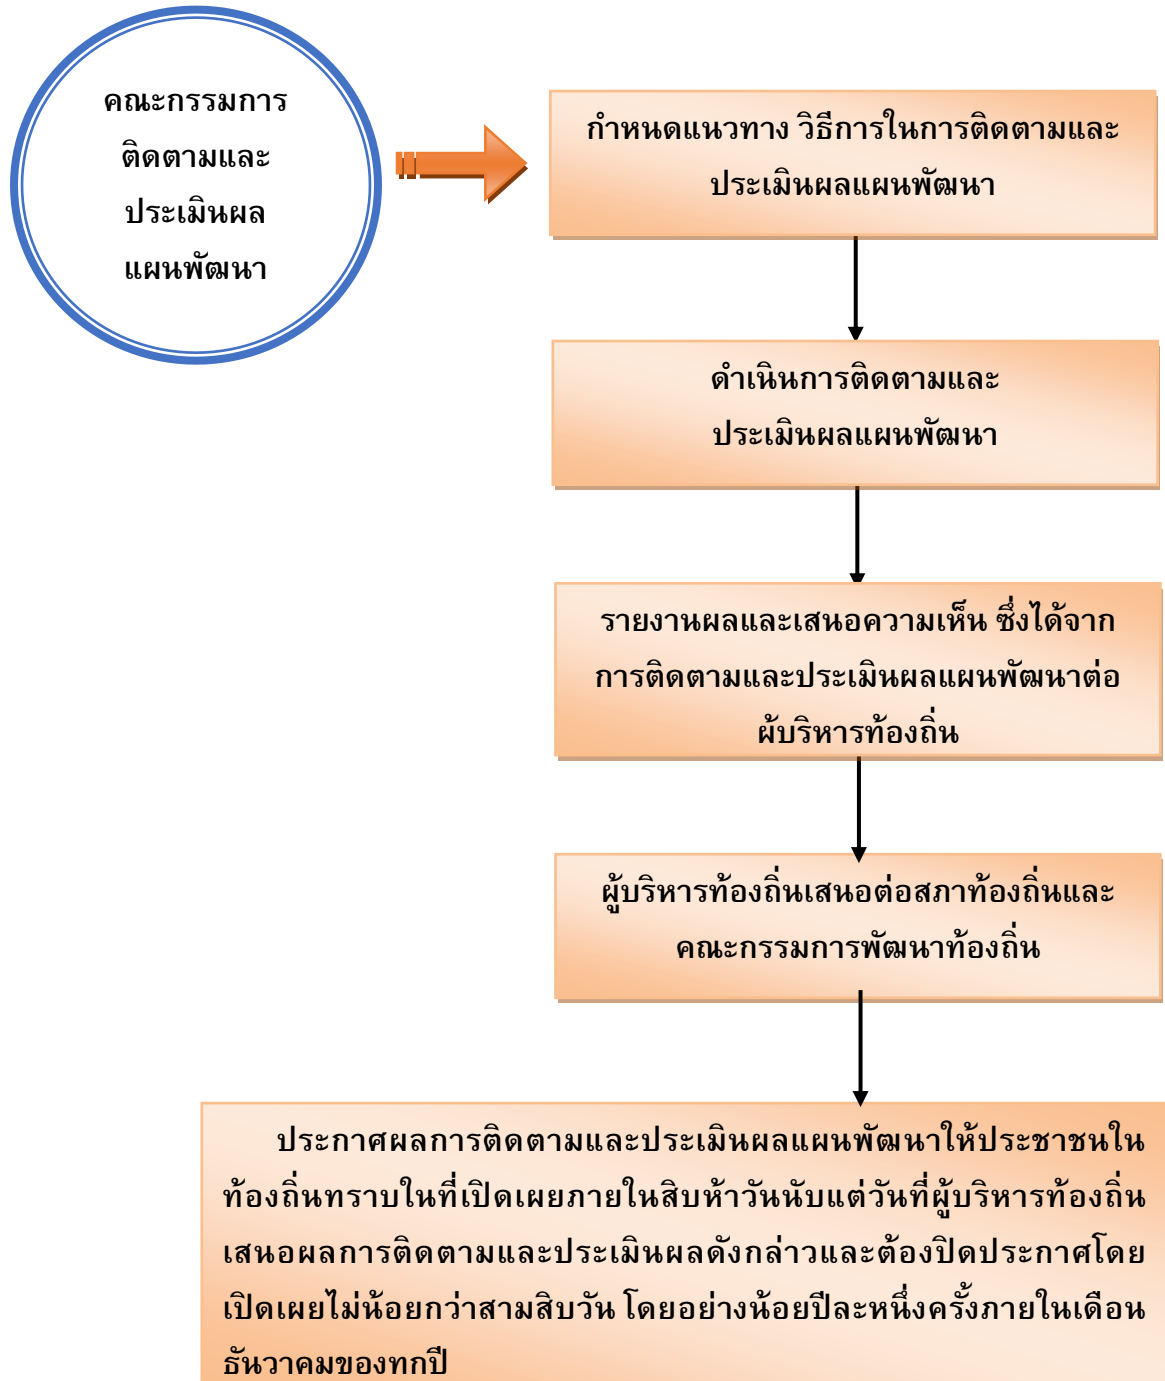 คณะกรรมการ
ติดตามและ
ประเมินผล
แผนพัฒนา
กำหนดแนวทาง วิธีการในการติดตามและ
ประเมินผลแผนพัฒนา
ดำเนินการติดตามและ
ประเมินผลแผนพัฒนา
รายงานผลและเสนอความเห็น ซึ่งได้จาก
การติดตามและประเมินผลแผนพัฒนาต่อ
ผู้บริหารท้องถิ่น
ผู้บริหารท้องถิ่นเสนอต่อสภาท้องถิ่นและ
คณะกรรมการพัฒนาท้องถิ่น
ประกาศผลการติดตามและประเมินผลแผนพัฒนาให้ประชาชนใน
ท้องถิ่นทราบในที่เปิดเผยภายในสิบห้าวันนับแต่วันที่ผู้บริหารท้องถิ่น
เสนอผลการติดตามและประเมินผลดังกล่าวและต้องปิดประกาศโดย
เปิดเผยไม่น้อยกว่าสามสิบวัน โดยอย่างน้อยปีละหนึ่งครั้งภายในเดือน
ธันวาคมของทุกปี